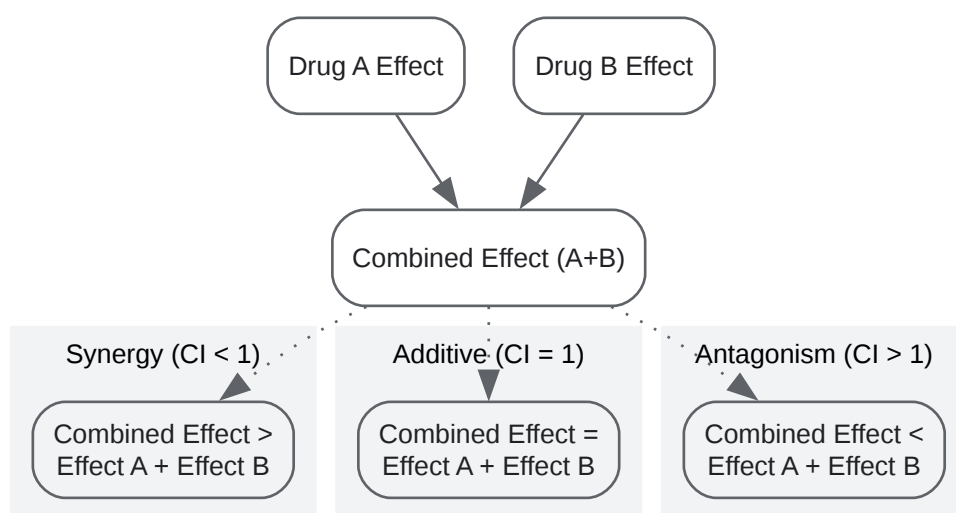 Drug A Effect
Drug B Effect
Combined Effect (A+B)
Synergy (CI < 1)
Combined Effect >
Effect A + Effect B
Additive (CI = 1)
Combined Effect =
Effect A + Effect B
Antagonism (CI > 1)
Combined Effect <
Effect A + Effect B